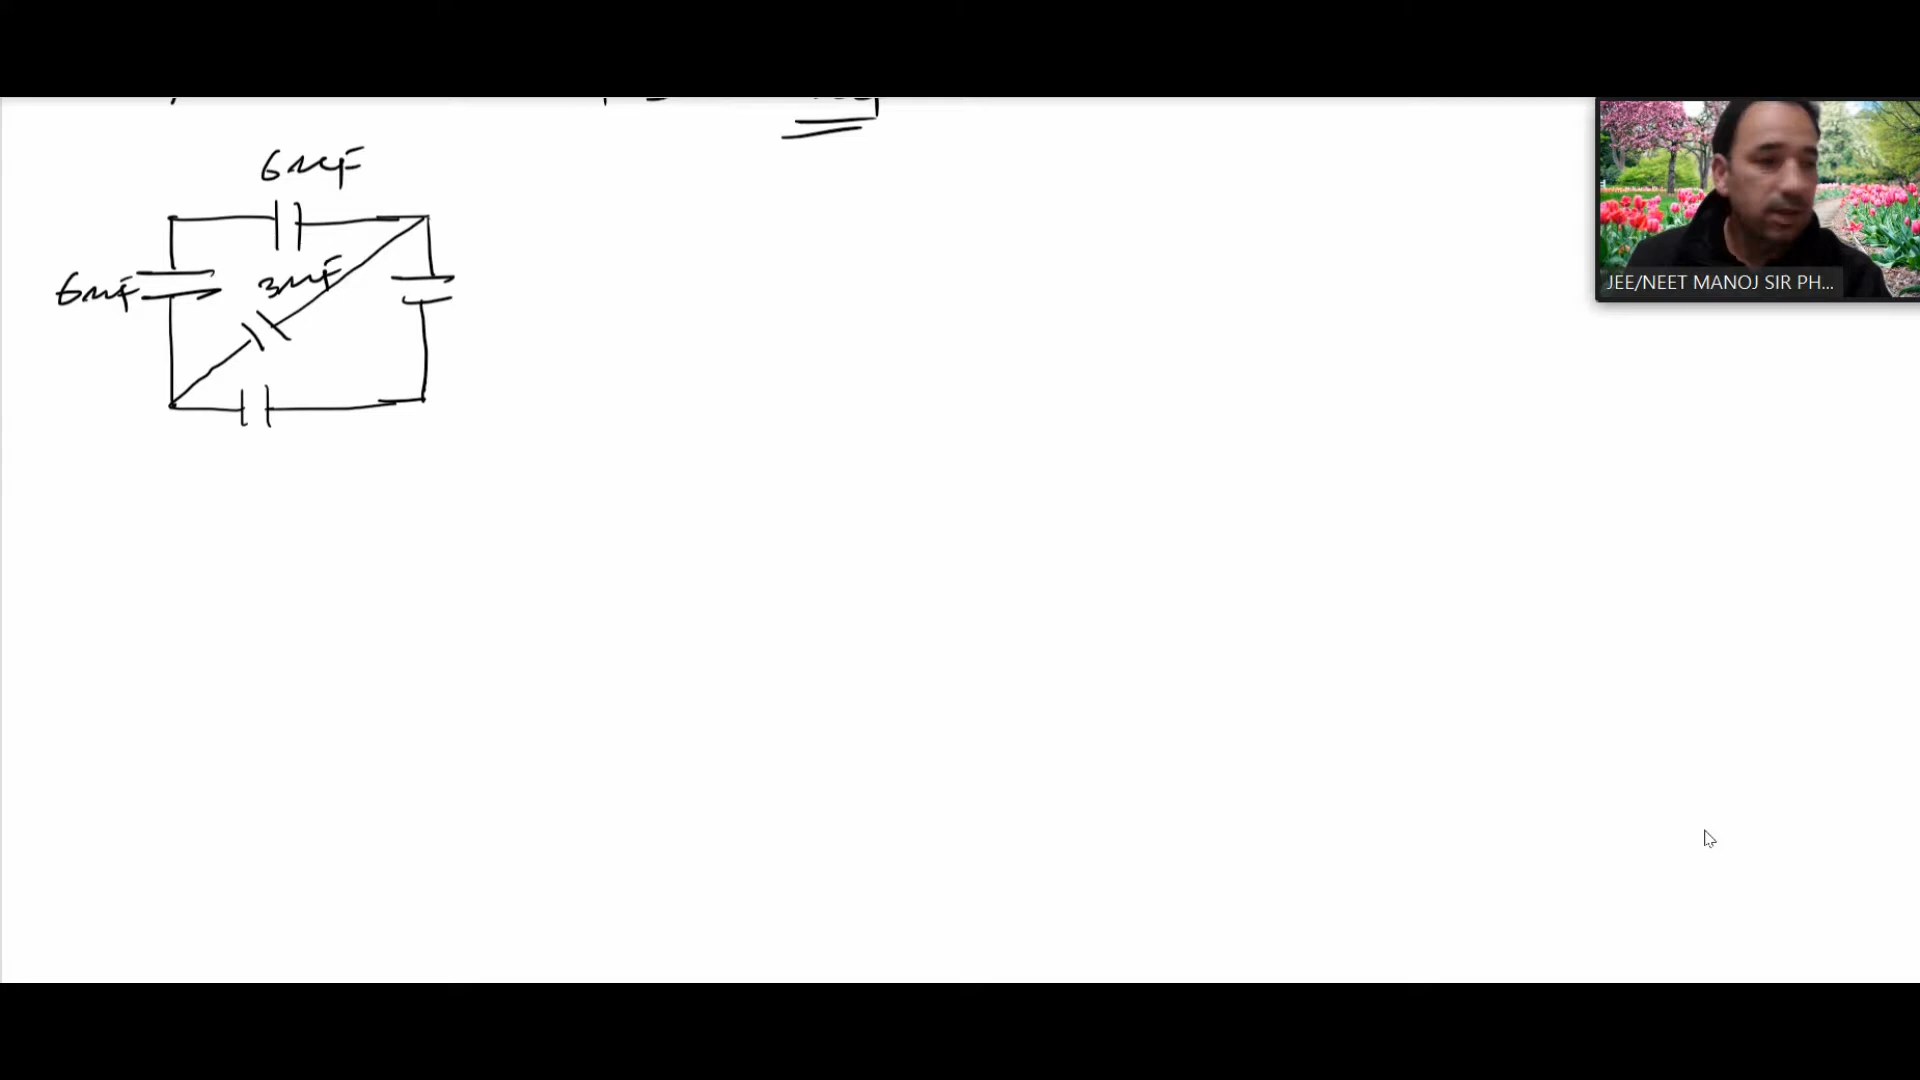 6μF
6μF
3μF
JEE/NEET MANOJ SIR PH...